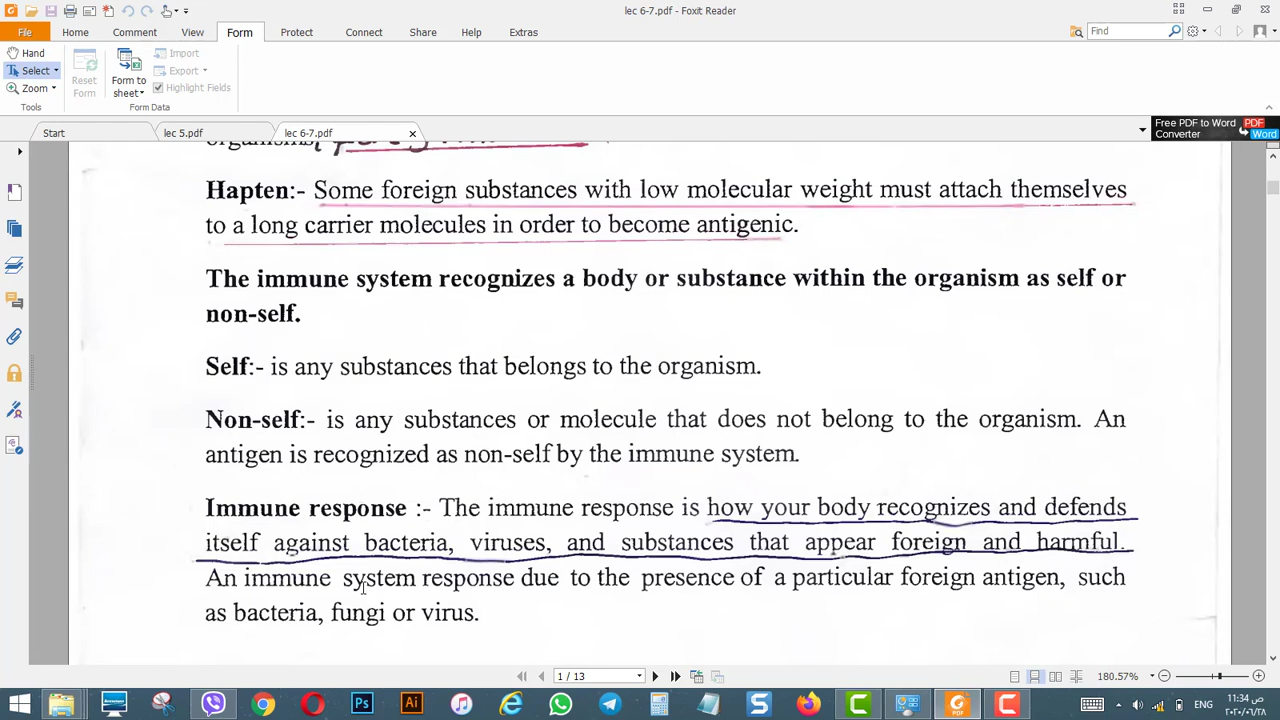 lec 6-7.pdf - Foxit Reader
File Home Comment View Form Protect Connect Share Help Extras Find
Hand
Select
Zoom
Tools
Reset Form
Form to sheet
Import
Export
Highlight Fields
Form Data
Start lec 5.pdf lec 6-7.pdf
Free PDF to Word Converter PDF Word
organisms,
Hapten:- Some foreign substances with low molecular weight must attach themselves
to a long carrier molecules in order to become antigenic.
The immune system recognizes a body or substance within the organism as self or
non-self.
Self:- is any substances that belongs to the organism.
Non-self:- is any substances or molecule that does not belong to the organism. An
antigen is recognized as non-self by the immune system.
Immune response :- The immune response is how your body recognizes and defends
itself against bacteria, viruses, and substances that appear foreign and harmful.
An immune system response due to the presence of a particular foreign antigen, such
as bacteria, fungi or virus.
1 / 13 180.57%
Ps Ai ENG ص 11:34